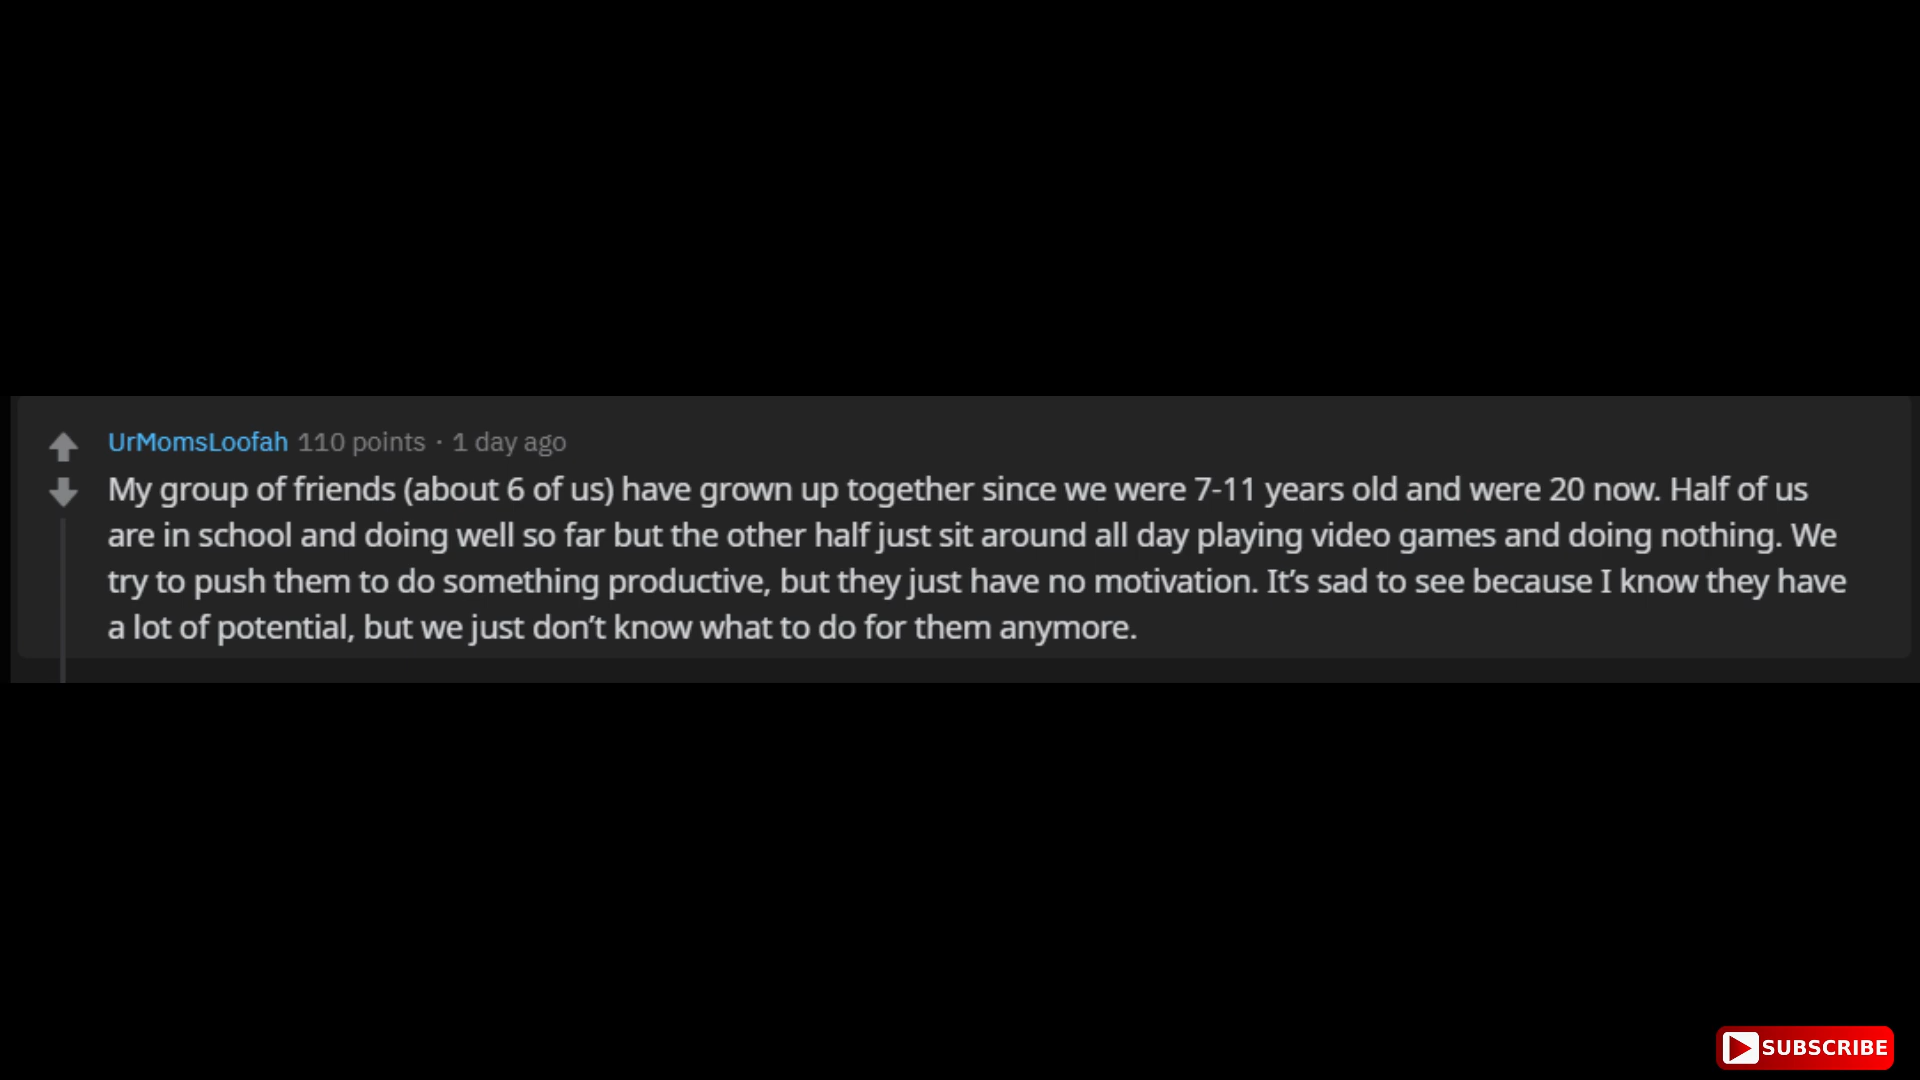 UrMomsLoofah 110 points · 1 day ago
My group of friends (about 6 of us) have grown up together since we were 7-11 years old and were 20 now. Half of us
are in school and doing well so far but the other half just sit around all day playing video games and doing nothing. We
try to push them to do something productive, but they just have no motivation. It’s sad to see because I know they have
a lot of potential, but we just don’t know what to do for them anymore.
SUBSCRIBE